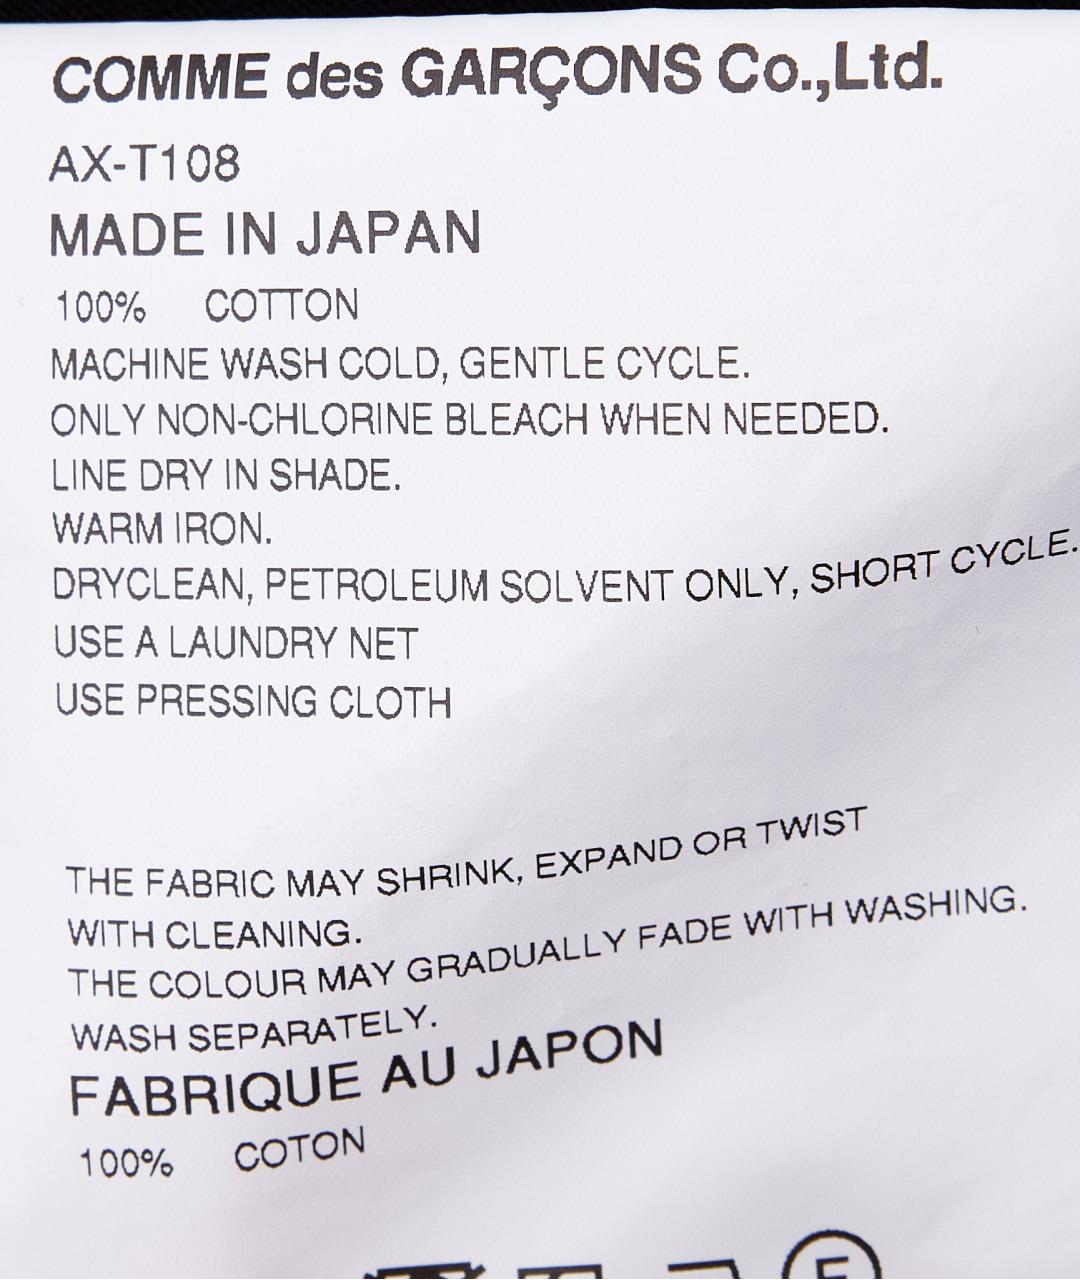 COMME des GARÇONS Co.,Ltd.
AX-T108
MADE IN JAPAN
100% COTTON
MACHINE WASH COLD, GENTLE CYCLE.
ONLY NON-CHLORINE BLEACH WHEN NEEDED.
LINE DRY IN SHADE.
WARM IRON.
DRYCLEAN, PETROLEUM SOLVENT ONLY, SHORT CYCLE.
USE A LAUNDRY NET
USE PRESSING CLOTH
THE FABRIC MAY SHRINK, EXPAND OR TWIST
WITH CLEANING.
THE COLOUR MAY GRADUALLY FADE WITH WASHING.
WASH SEPARATELY.
FABRIQUE AU JAPON
100% COTON